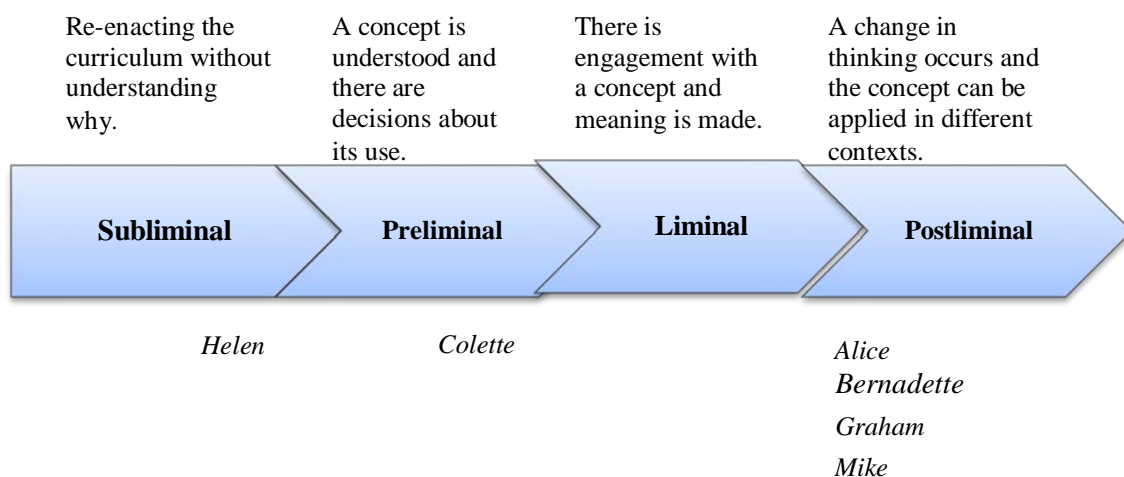 Re-enacting the
curriculum without
understanding
why.
A concept is
understood and
there are
decisions about
its use.
There is
engagement with
a concept and
meaning is made.
A change in
thinking occurs and
the concept can be
applied in different
contexts.
Subliminal
Preliminal
Liminal
Postliminal
Helen
Colette
Alice
Bernadette
Graham
Mike